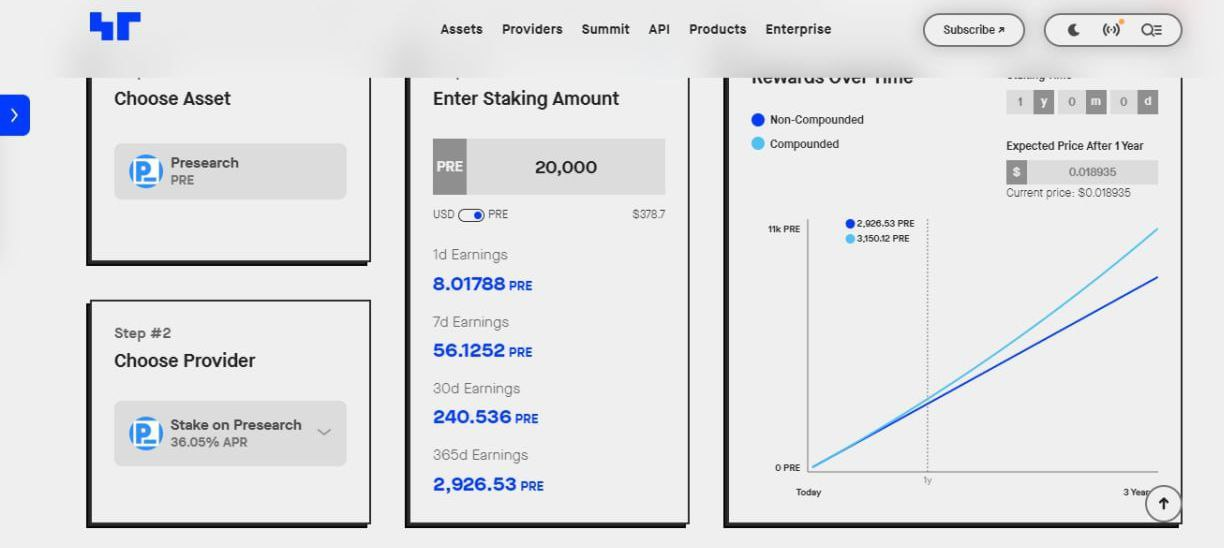 Assets Providers Summit API Products Enterprise Subscribe
Choose Asset
Presearch
PRE
Step #2
Choose Provider
Stake on Presearch
36.05% APR
Enter Staking Amount
PRE 20,000
USD PRE $378.7
1d Earnings
8.01788 PRE
7d Earnings
56.1252 PRE
30d Earnings
240.536 PRE
365d Earnings
2,926.53 PRE
Rewards Over Time
Non-Compounded
Compounded
Staking Time
1 y 0 m 0 d
Expected Price After 1 Year
$ 0.018935
Current price: $0.018935
2,926.53 PRE
3,150.12 PRE
11k PRE
0 PRE
1y
Today 3 Year